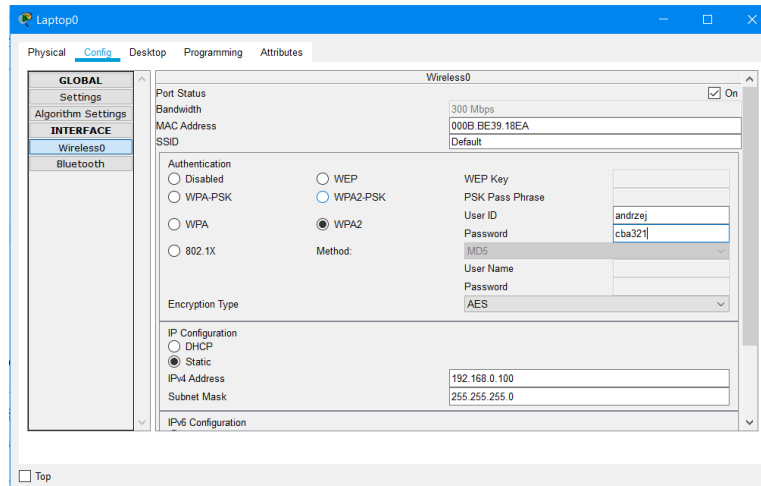 Laptop0
Physical Config Desktop Programming Attributes
GLOBAL
Settings
Algorithm Settings
INTERFACE
Wireless0
Bluetooth
Wireless0
Port Status On
Bandwidth 300 Mbps
MAC Address 000B.BE39.18EA
SSID Default
Authentication
Disabled WEP WEP Key
WPA-PSK WPA2-PSK PSK Pass Phrase
User ID andrzej
WPA WPA2
Password cba321
802.1X Method: MD5
User Name
Password
Encryption Type AES
IP Configuration
DHCP
Static
IPv4 Address 192.168.0.100
Subnet Mask 255.255.255.0
IPv6 Configuration
Top